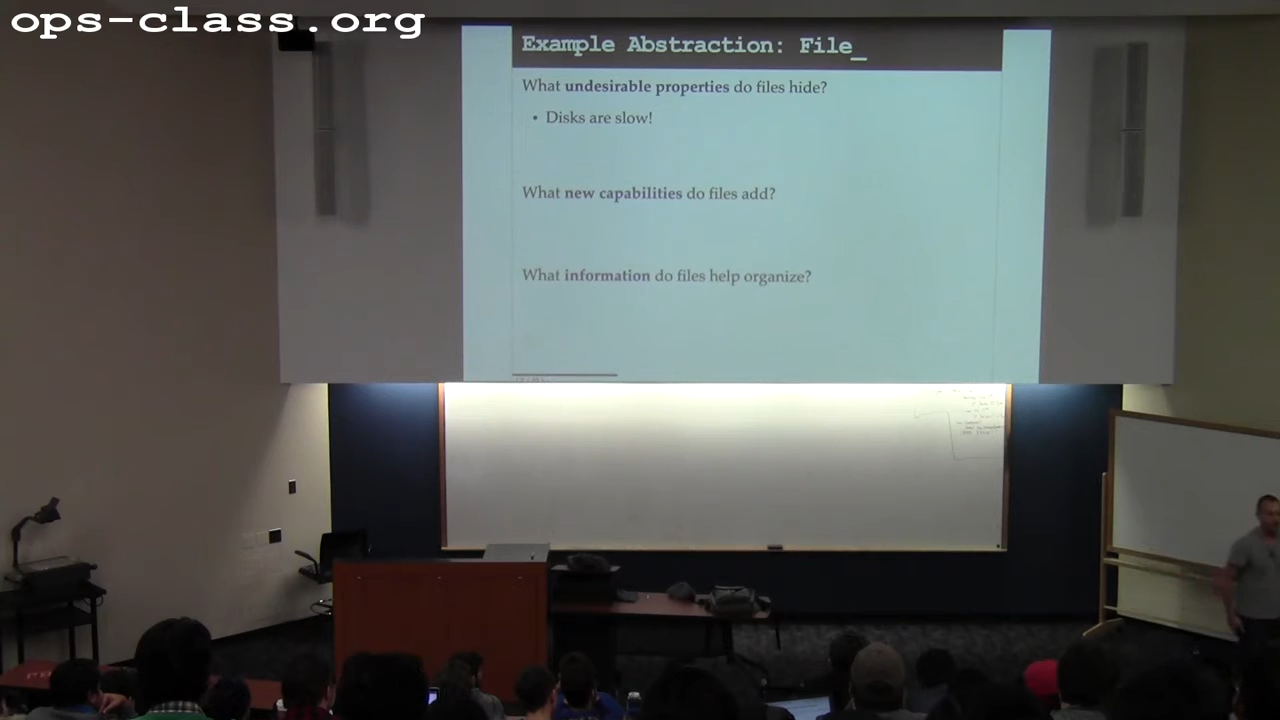 ops-class.org
Example Abstraction: File_
What undesirable properties do files hide?
• Disks are slow!
What new capabilities do files add?
What information do files help organize?